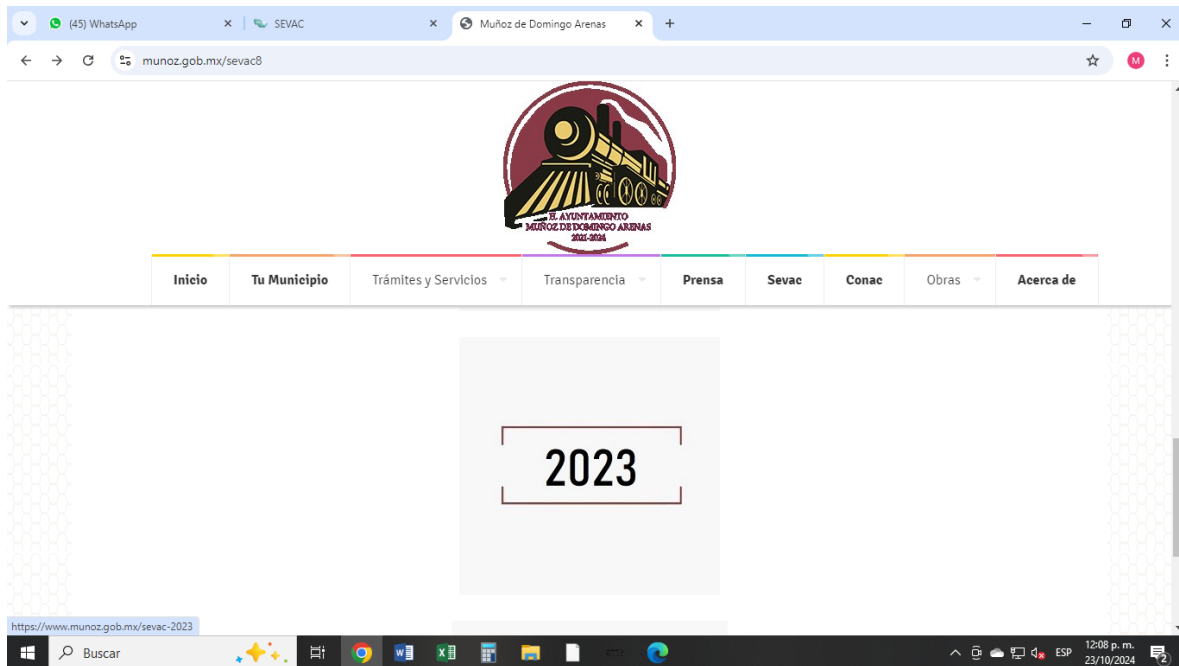 (45) WhatsApp
SEVAC
Muñoz de Domingo Arenas
munoz.gob.mx/sevac8
M
H. AYUNTAMIENTO
MUÑOZ DE DOMINGO ARENAS
2021-2024
Inicio Tu Municipio Trámites y Servicios Transparencia Prensa Sevac Conac Obras Acerca de
2023
https://www.munoz.gob.mx/sevac-2023
Buscar
ESP
12:08 p. m.
23/10/2024
2